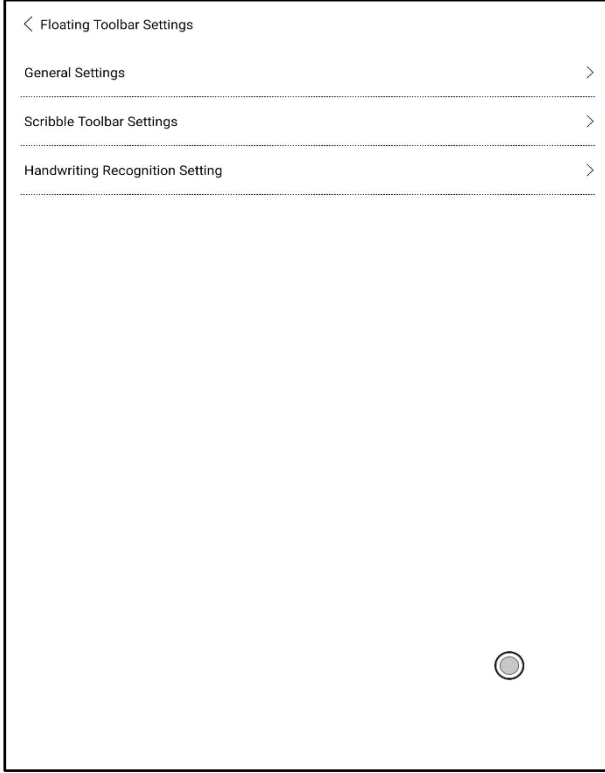 Floating Toolbar Settings
General Settings
Scribble Toolbar Settings
Handwriting Recognition Setting